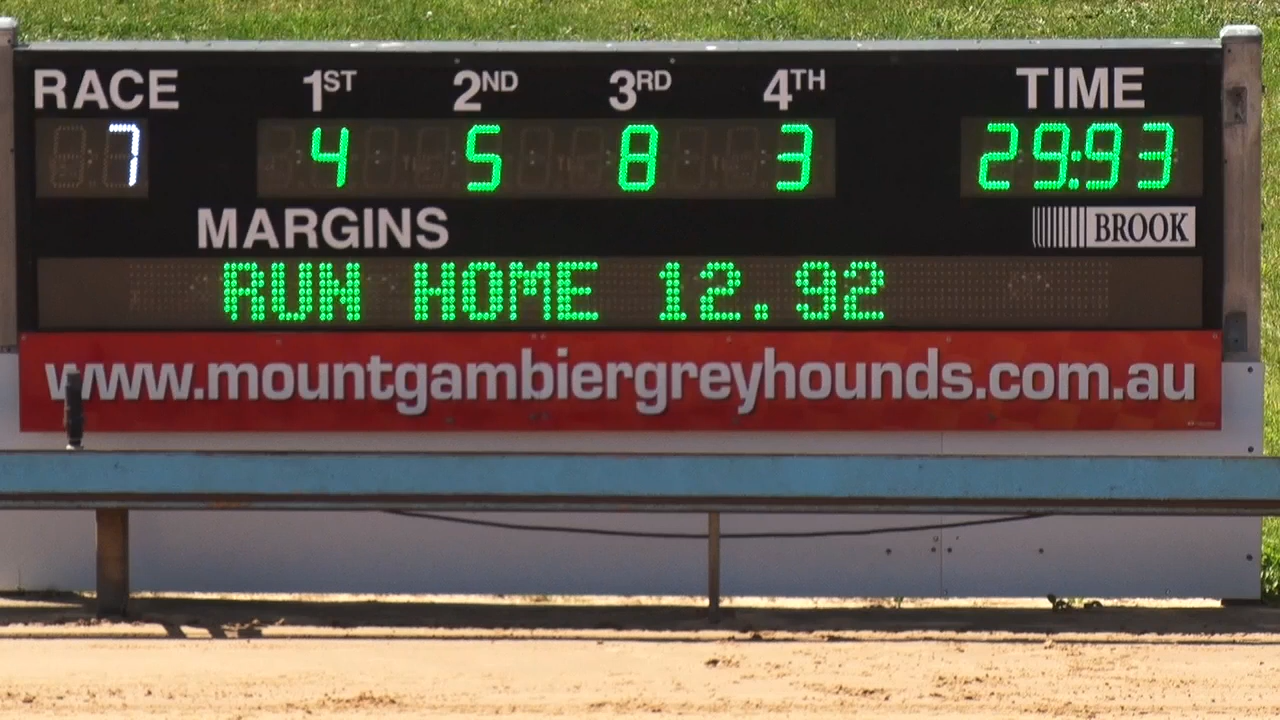 RACE 1ST 2ND 3RD 4TH TIME
7 4 5 8 3 29:93
MARGINS BROOK
RUN HOME 12.92
www.mountgambiergreyhounds.com.au